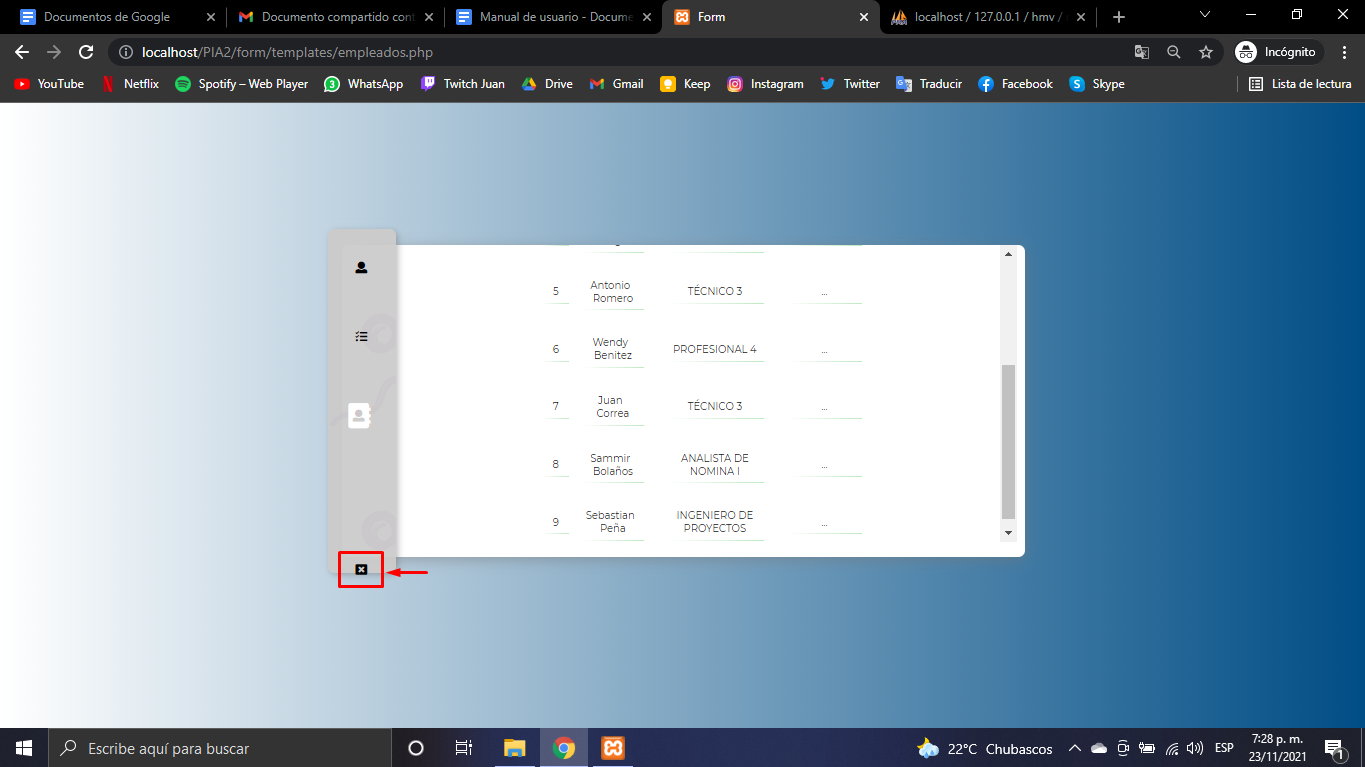 Documentos de Google
Documento compartido cont
Manual de usuario - Docume
Form
localhost / 127.0.0.1 / hmv /
localhost/PIA2/form/templates/empleados.php
Incógnito
YouTube
Netflix
Spotify – Web Player
3
WhatsApp
Twitch Juan
Drive
Gmail
Keep
Instagram
Twitter
Traducir
Facebook
Skype
Lista de lectura
5 Antonio Romero TÉCNICO 3 ...
6 Wendy Benitez PROFESIONAL 4 ...
7 Juan Correa TÉCNICO 3 ...
8 Sammir Bolaños ANALISTA DE NOMINA I ...
9 Sebastian Peña INGENIERO DE PROYECTOS ...
Escribe aquí para buscar
22°C Chubascos
ESP
7:28 p. m.
23/11/2021
1